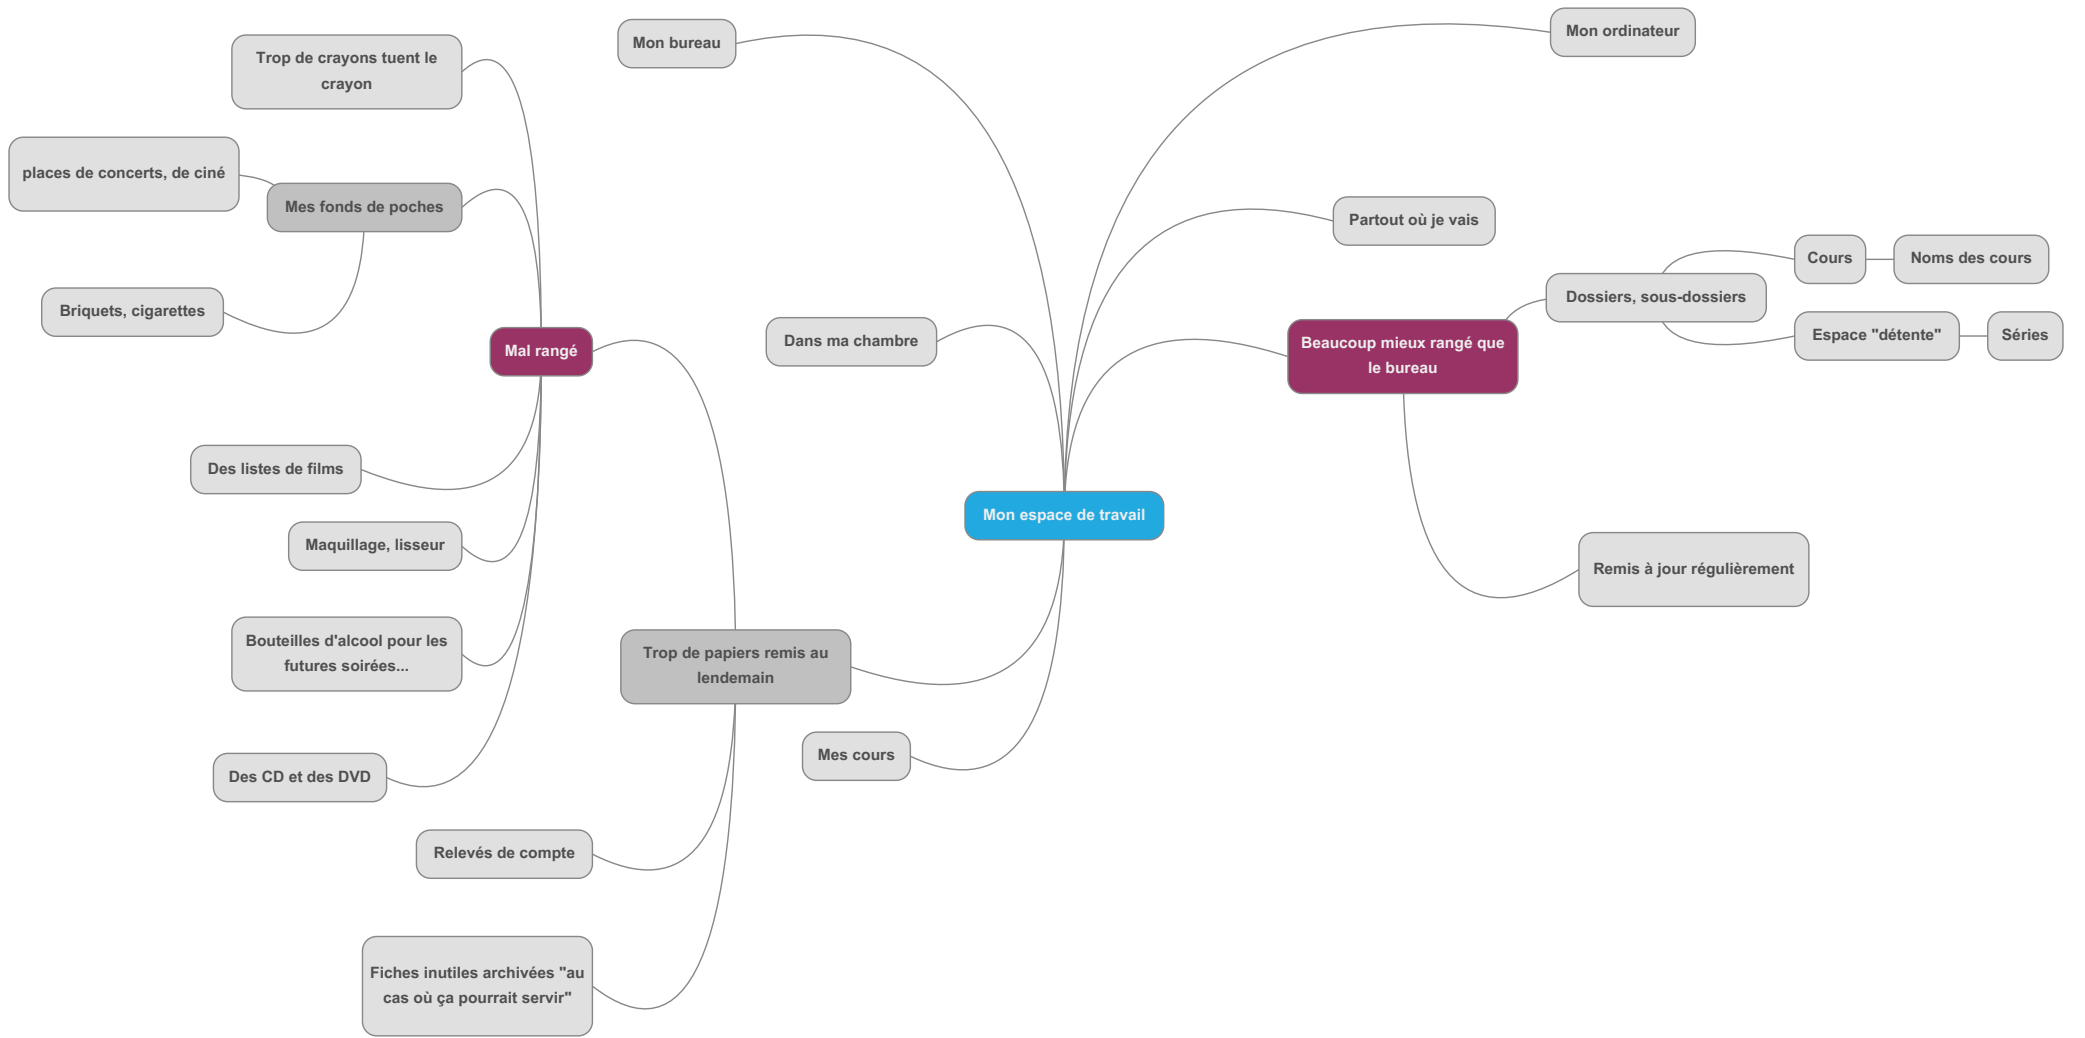 Mon bureau
Mon ordinateur
Trop de crayons tuent le
crayon
places de concerts, de ciné
Mes fonds de poches
Partout où je vais
Cours
Noms des cours
Dossiers, sous-dossiers
Briquets, cigarettes
Espace "détente"
Séries
Mal rangé
Dans ma chambre
Beaucoup mieux rangé que
le bureau
Des listes de films
Mon espace de travail
Maquillage, lisseur
Remis à jour régulièrement
Bouteilles d'alcool pour les
futures soirées...
Trop de papiers remis au
lendemain
Mes cours
Des CD et des DVD
Relevés de compte
Fiches inutiles archivées "au
cas où ça pourrait servir"